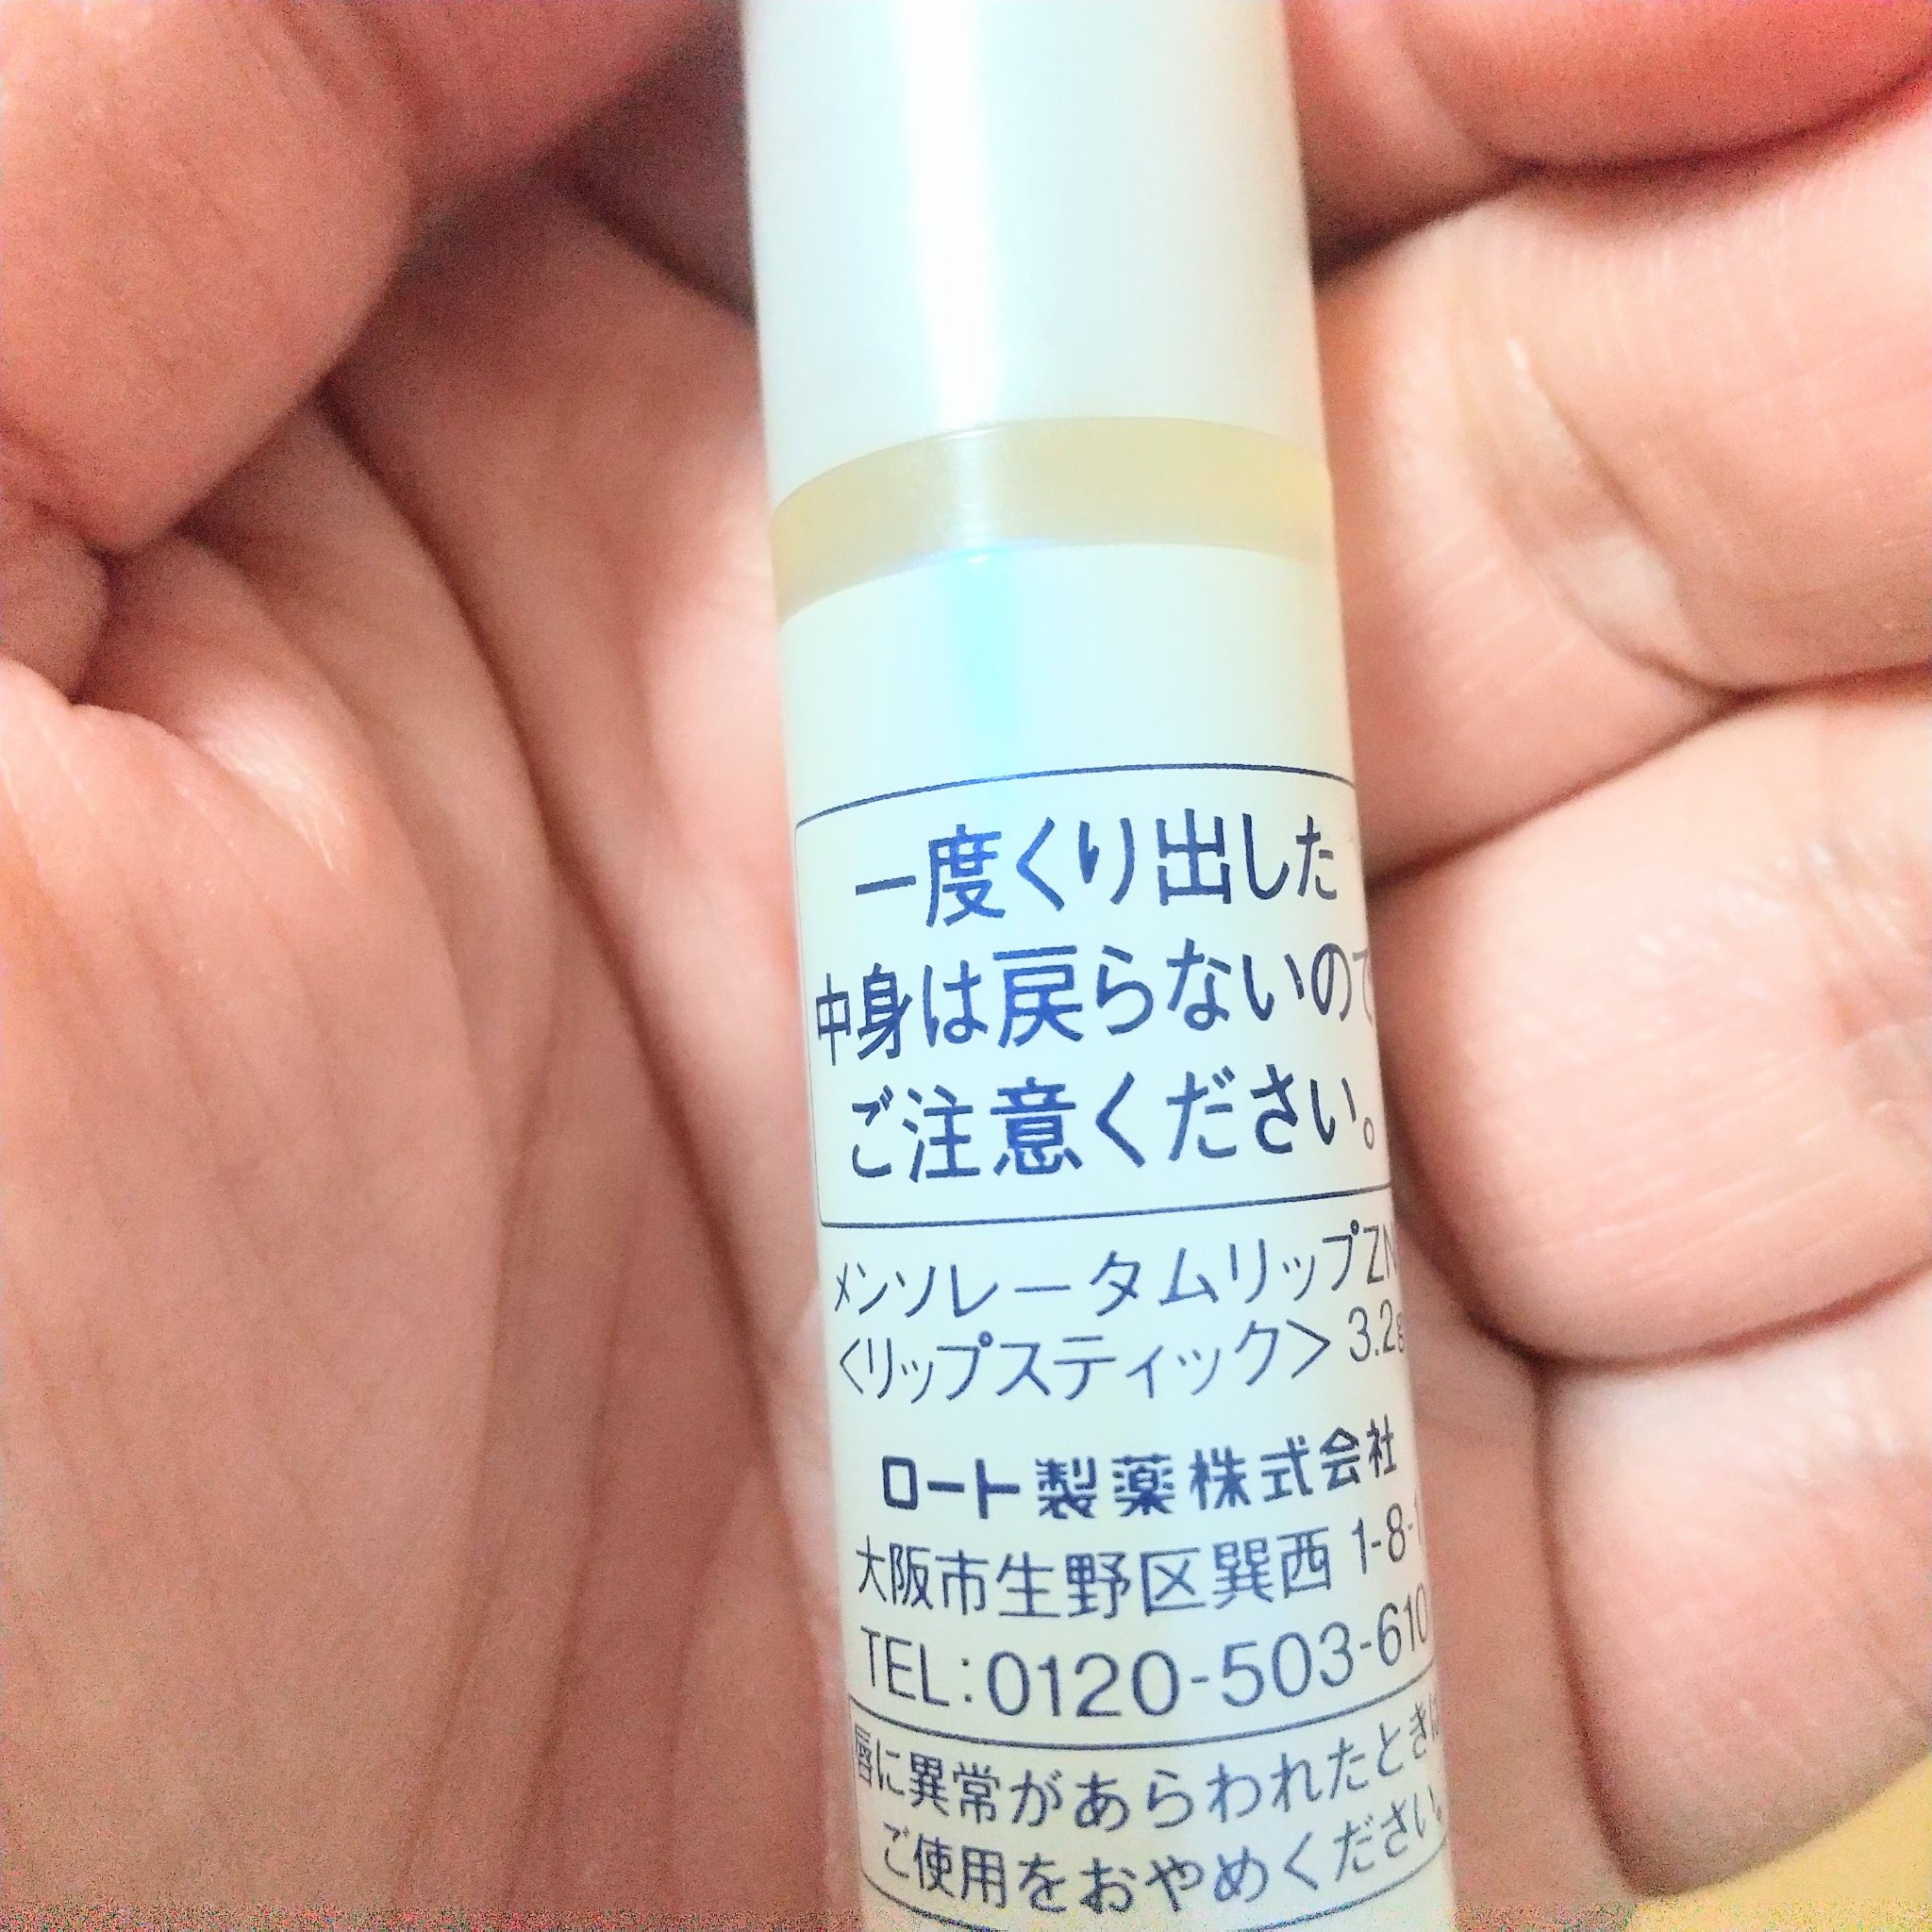 一度くり出した
中身は戻らないので
ご注意ください。
メンソレータムリップZN
<リップスティック> 3.2g
ロート製薬株式会社
大阪市生野区巽西 1-8-1
TEL:0120-503-610
唇に異常があらわれたときは
ご使用をおやめください。